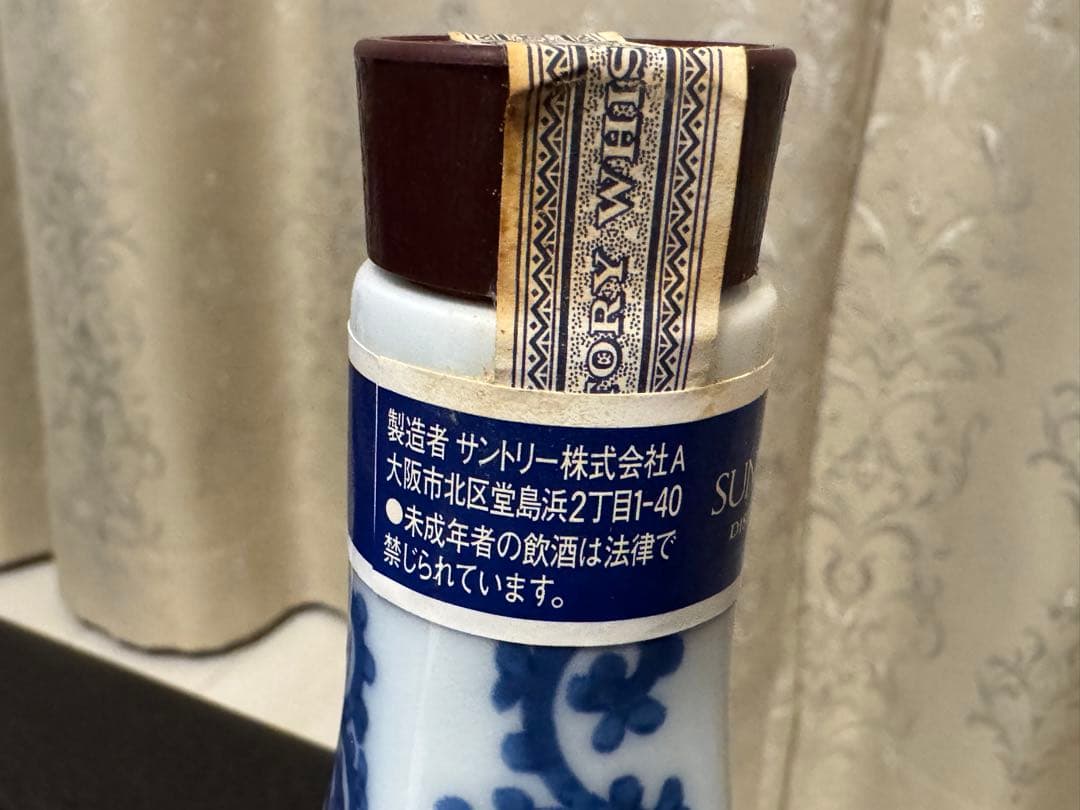 TORY WHIS
製造者 サントリー株式会社A
大阪市北区堂島浜2丁目1-40
●未成年者の飲酒は法律で
禁じられています。
SUN
DIS